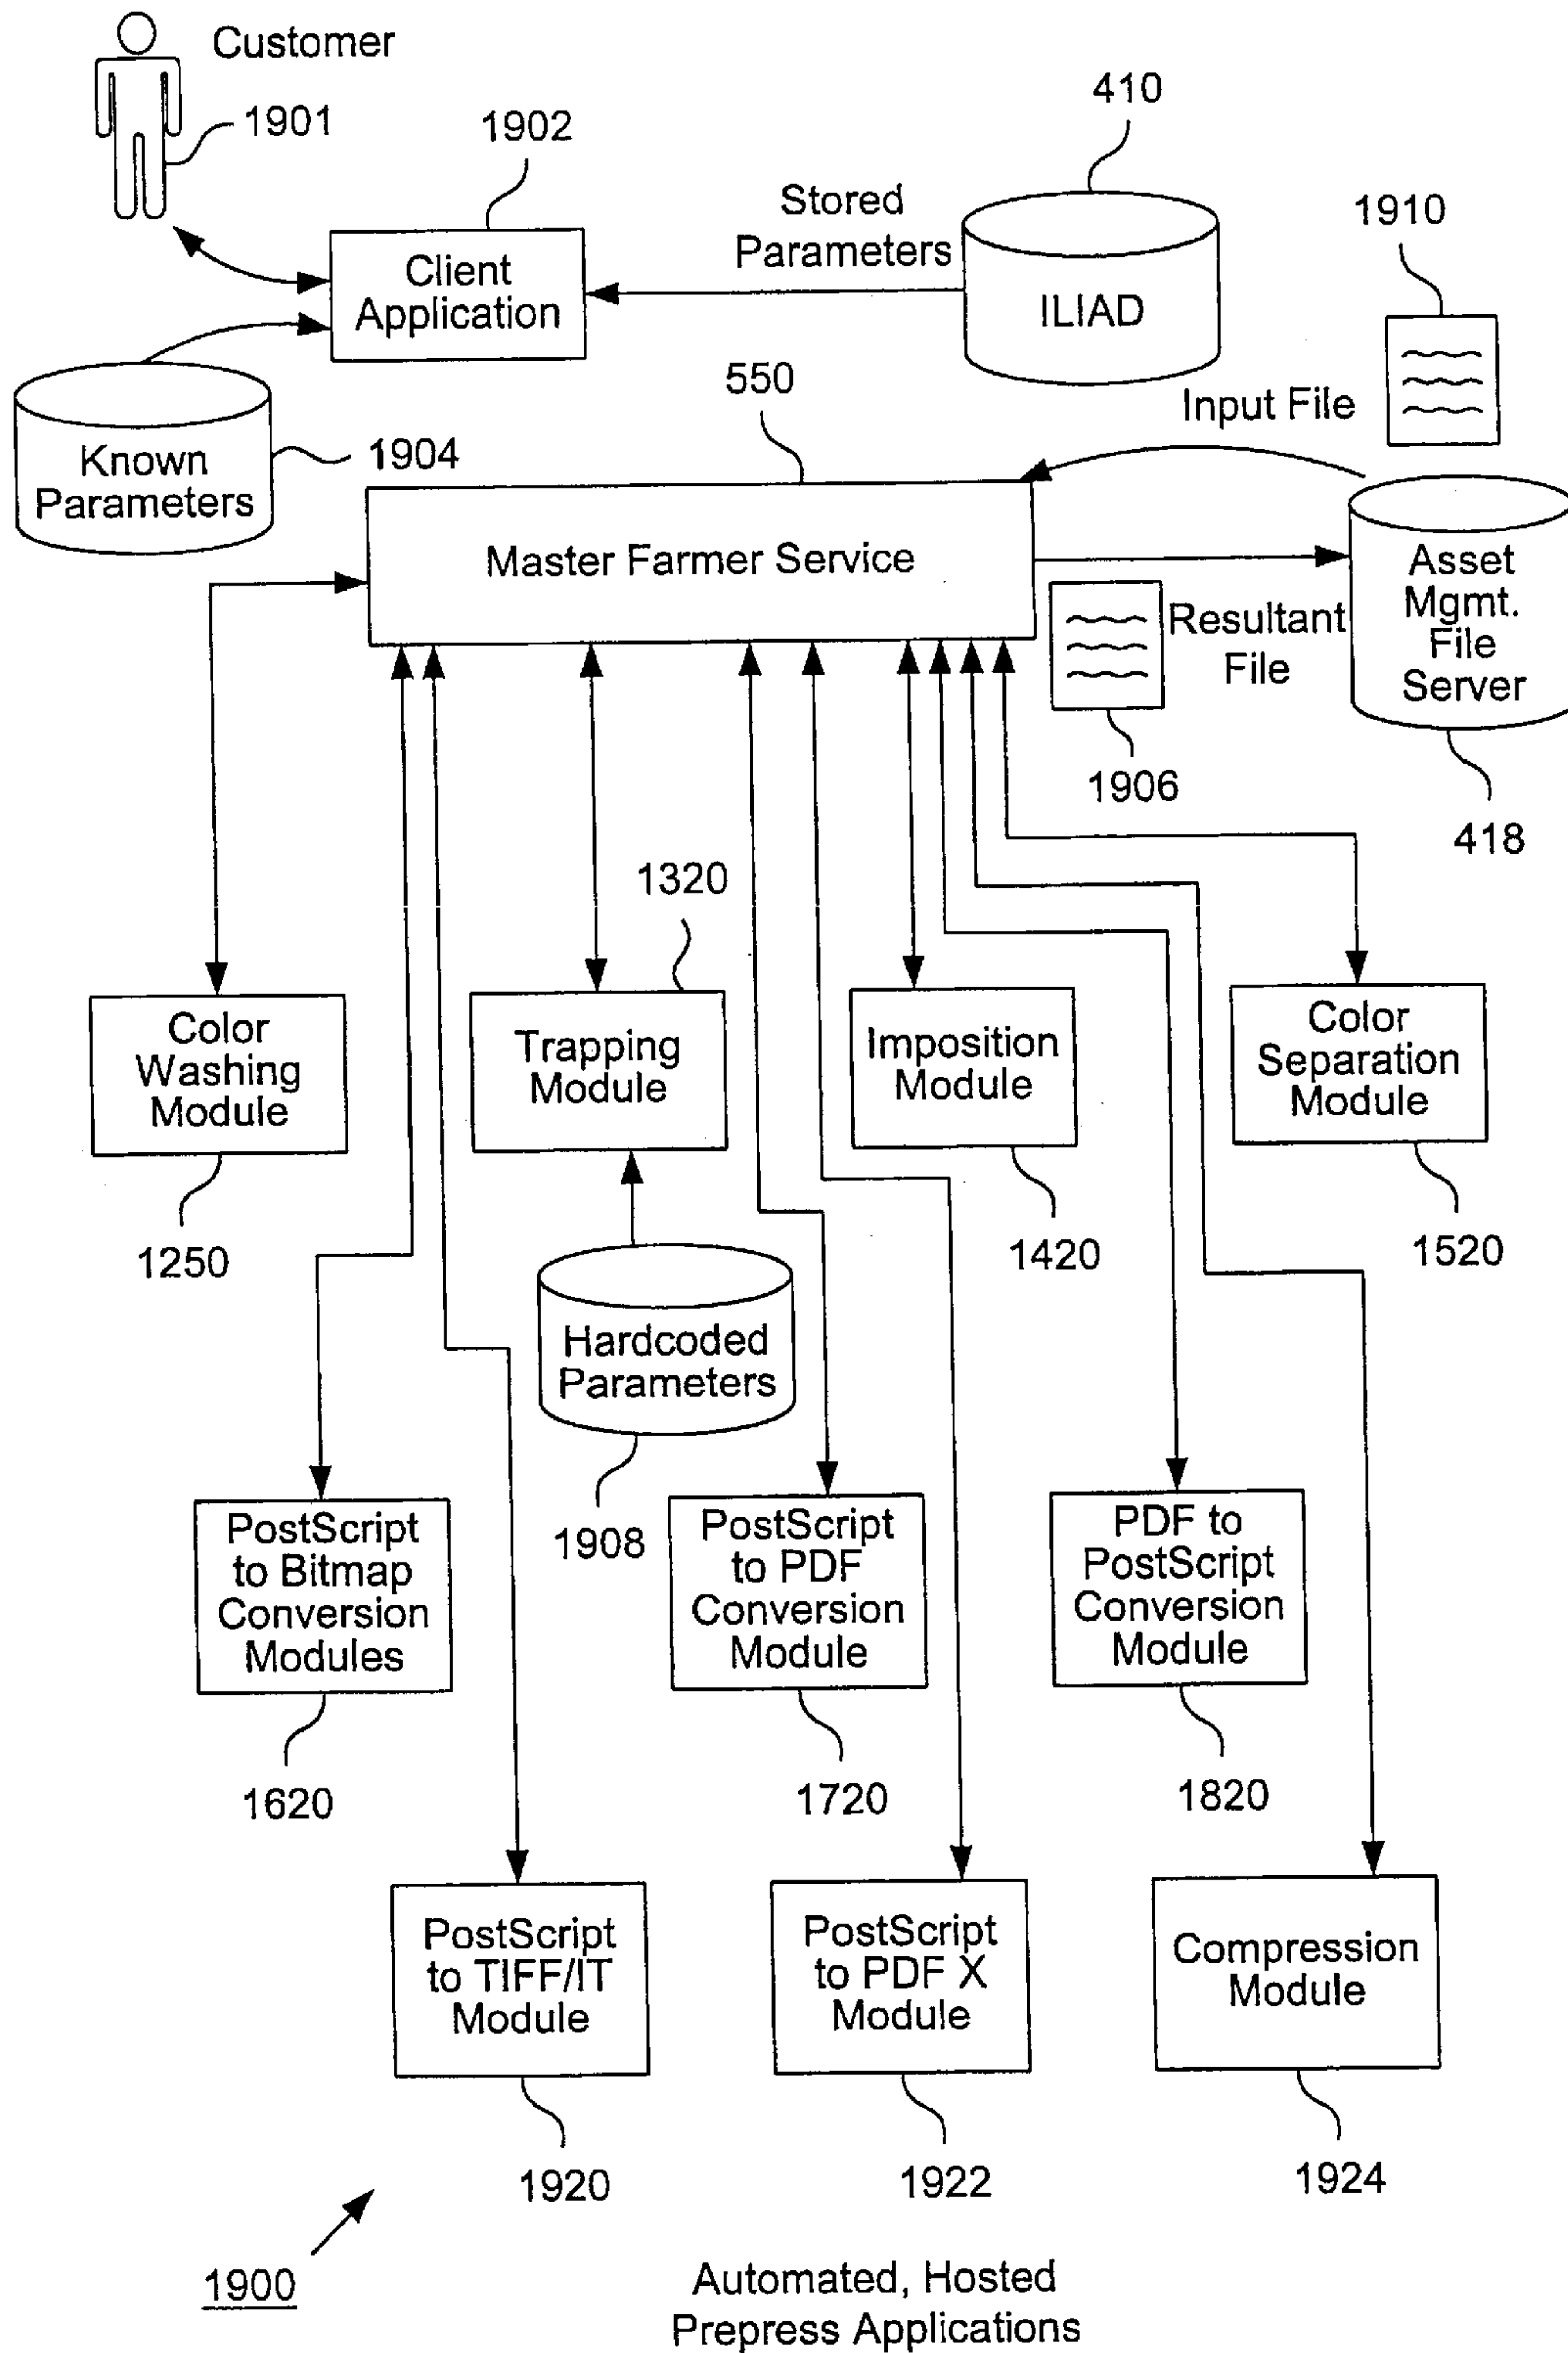 Customer
1901
1902
410
Stored
Parameters
1910
Client
Application
ILIAD
550
Input File
Known
Parameters
1904
Master Farmer Service
Asset
Mgmt.
File
Server
Resultant
File
1906
418
1320
Color
Washing
Module
Trapping
Module
Imposition
Module
Color
Separation
Module
1250
1420
1520
Hardcoded
Parameters
1908
PostScript
to Bitmap
Conversion
Modules
PostScript
to PDF
Conversion
Module
PDF to
PostScript
Conversion
Module
1620
1720
1820
PostScript
to TIFF/IT
Module
PostScript
to PDF X
Module
Compression
Module
1920
1922
1924
1900
Automated, Hosted
Prepress Applications